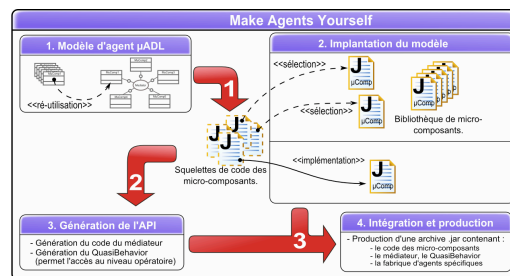 Make Agents Yourself
1. Modèle d'agent µADL
<<ré-utilisation>>
1
2. Implantation du modèle
<<sélection>>
J
µComp
<<sélection>>
J
µComp
Bibliothèque de micro-
composants.
J
J
J
Squelettes de code des
micro-composants.
<<implémentation>>
J
µComp
2
3. Génération de l'API
- Génération du code du médiateur
- Génération du QuasiBehavior
(permet l'accès au niveau opératoire)
3
4. Intégration et production
- Production d'une archive .jar contenant :
- le code des micro-composants
- le médiateur, le QuasiBehavior
- la fabrique d'agents spécifiques